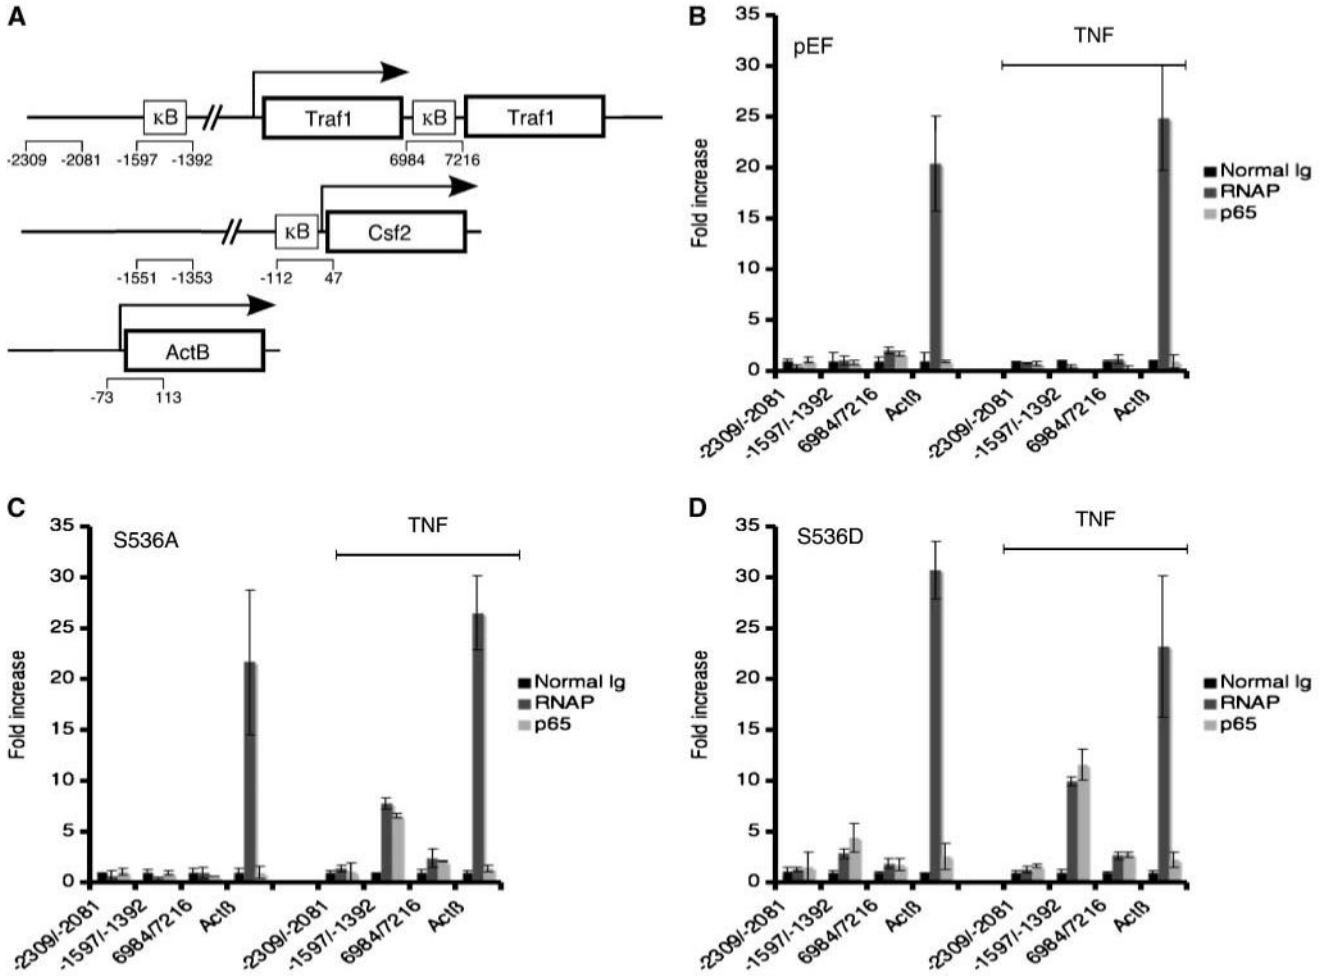 A
κB
Traf1
κB
Traf1
-2309 -2081 -1597 -1392 6984 7216
κB
Csf2
-1551 -1353 -112 47
ActB
-73 113
B
pEF
TNF
Fold increase
35
30
25
20
15
10
5
0
Normal Ig
RNAP
p65
-2309/-2081
-1597/-1392
6984/7216
Actß
-2309/-2081
-1597/-1392
6984/7216
Actß
C
S536A
TNF
Fold increase
35
30
25
20
15
10
5
0
Normal Ig
RNAP
p65
-2309/-2081
-1597/-1392
6984/7216
Actß
-2309/-2081
-1597/-1392
6984/7216
Actß
D
S536D
TNF
Fold increase
35
30
25
20
15
10
5
0
Normal Ig
RNAP
p65
-2309/-2081
-1597/-1392
6984/7216
Actß
-2309/-2081
-1597/-1392
6984/7216
Actß